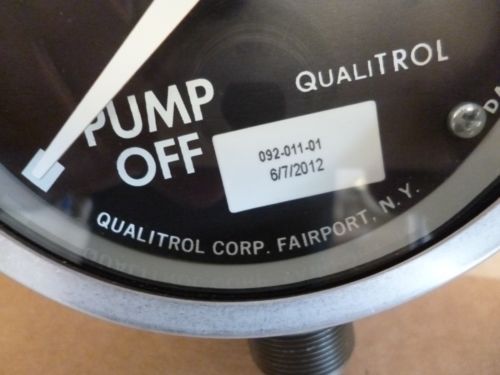 QUALITROL
PUMP
OFF
092-011-01
6/7/2012
QUALITROL CORP. FAIRPORT, N.Y.